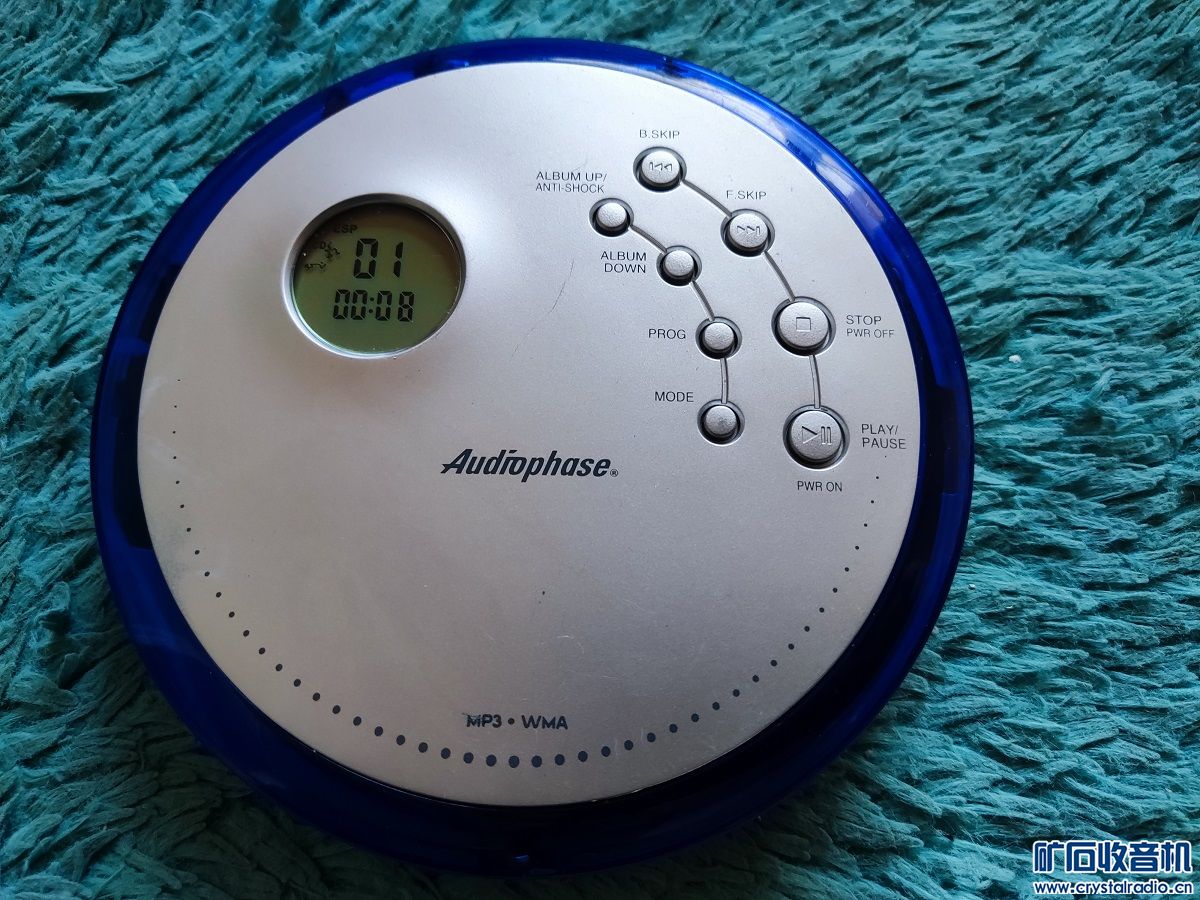 B.SKIP
ALBUM UP/
ANTI-SHOCK
F.SKIP
ESP
01
00:08
ALBUM
DOWN
PROG
STOP
PWR OFF
MODE
PLAY/
PAUSE
PWR ON
Audiophase®
MP3 • WMA
矿石收音机
www.crystalradio.cn